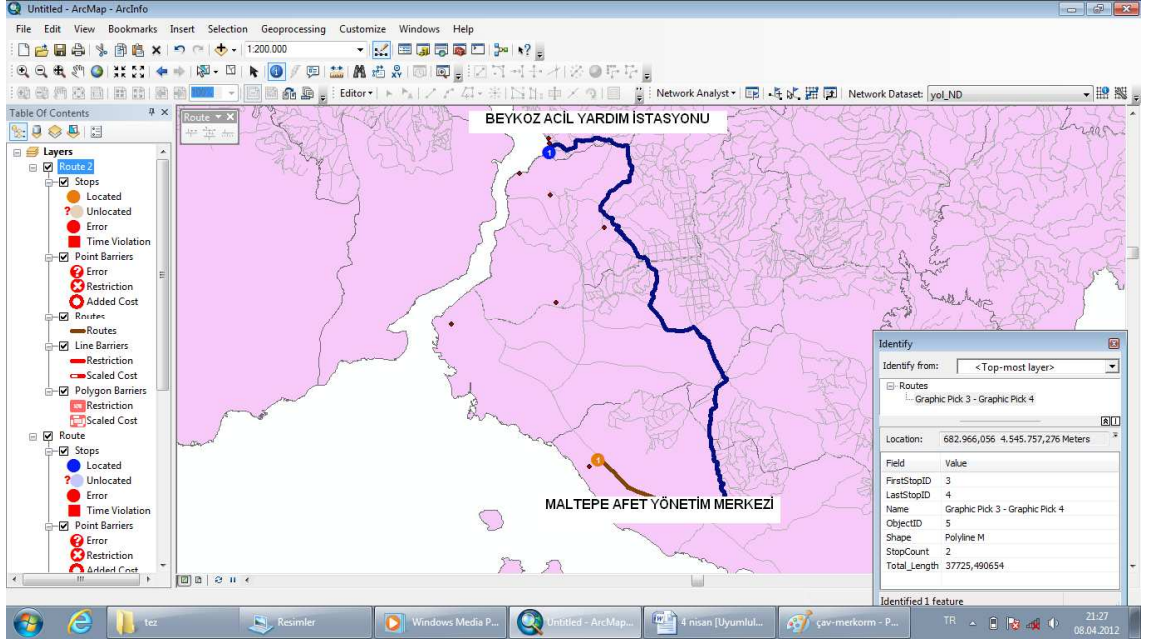 Untitled - ArcMap - ArcInfo
File Edit View Bookmarks Insert Selection Geoprocessing Customize Windows Help
1:200.000
Editor
Network Analyst
Network Dataset: yol_ND
Table Of Contents
Layers
Route 2
Stops
Located
Unlocated
Error
Time Violation
Point Barriers
Error
Restriction
Added Cost
Routes
Routes
Line Barriers
Restriction
Scaled Cost
Polygon Barriers
Restriction
Scaled Cost
Route
Stops
Located
Unlocated
Error
Time Violation
Point Barriers
Error
Restriction
Added Cost
Route
BEYKOZ ACİL YARDIM İSTASYONU
1
1
MALTEPE AFET YÖNETİM MERKEZİ
Identify
Identify from: <Top-most layer>
Routes
Graphic Pick 3 - Graphic Pick 4
Location: 682.966,056 4.545.757,276 Meters
Field Value
FirstStopID 3
LastStopID 4
Name Graphic Pick 3 - Graphic Pick 4
ObjectID 5
Shape Polyline M
StopCount 2
Total_Length 37725,490654
Identified 1 feature
tez
Resimler
Windows Media P...
Untitled - ArcMap...
4 nisan [Uyumlul...
çav-merkorm - P...
TR
21:27
08.04.2012